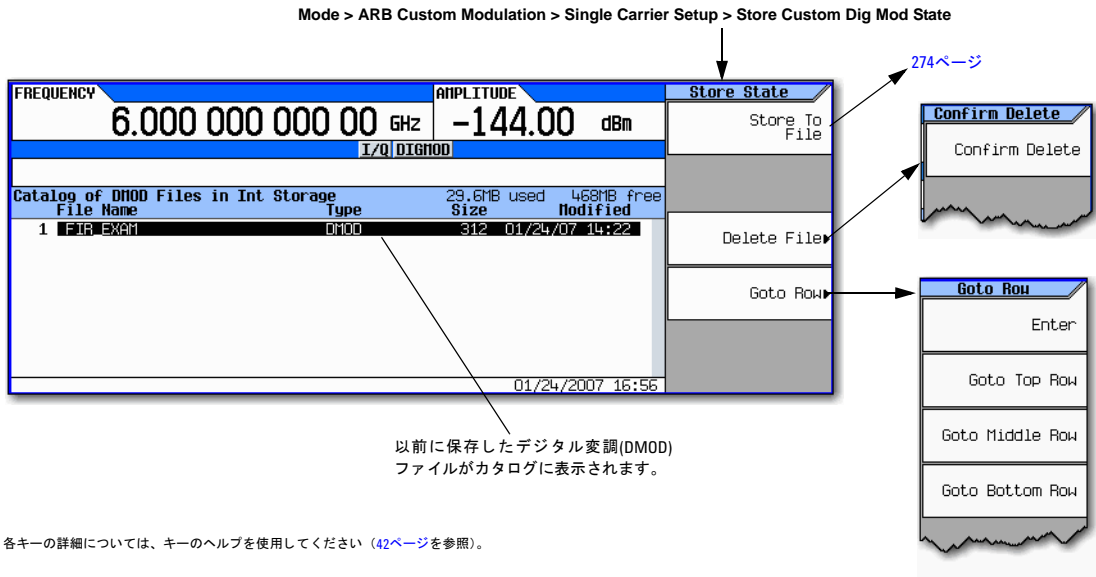 Mode > ARB Custom Modulation > Single Carrier Setup > Store Custom Dig Mod State
274ページ
FREQUENCY
6.000 000 000 00 GHz
AMPLITUDE
-144.00 dBm
I/Q DIGMOD
Catalog of DMOD Files in Int Storage 29.6MB used 468MB free
File Name Type Size Modified
1 FIR_EXAM DMOD 312 01/24/07 14:22
01/24/2007 16:56
Store State
Store To
File
Delete File
Goto Row
Confirm Delete
Confirm Delete
Goto Row
Enter
Goto Top Row
Goto Middle Row
Goto Bottom Row
以前に保存したデジタル変調(DMOD)
ファイルがカタログに表示されます。
各キーの詳細については、キーのヘルプを使用してください（42ページを参照）。